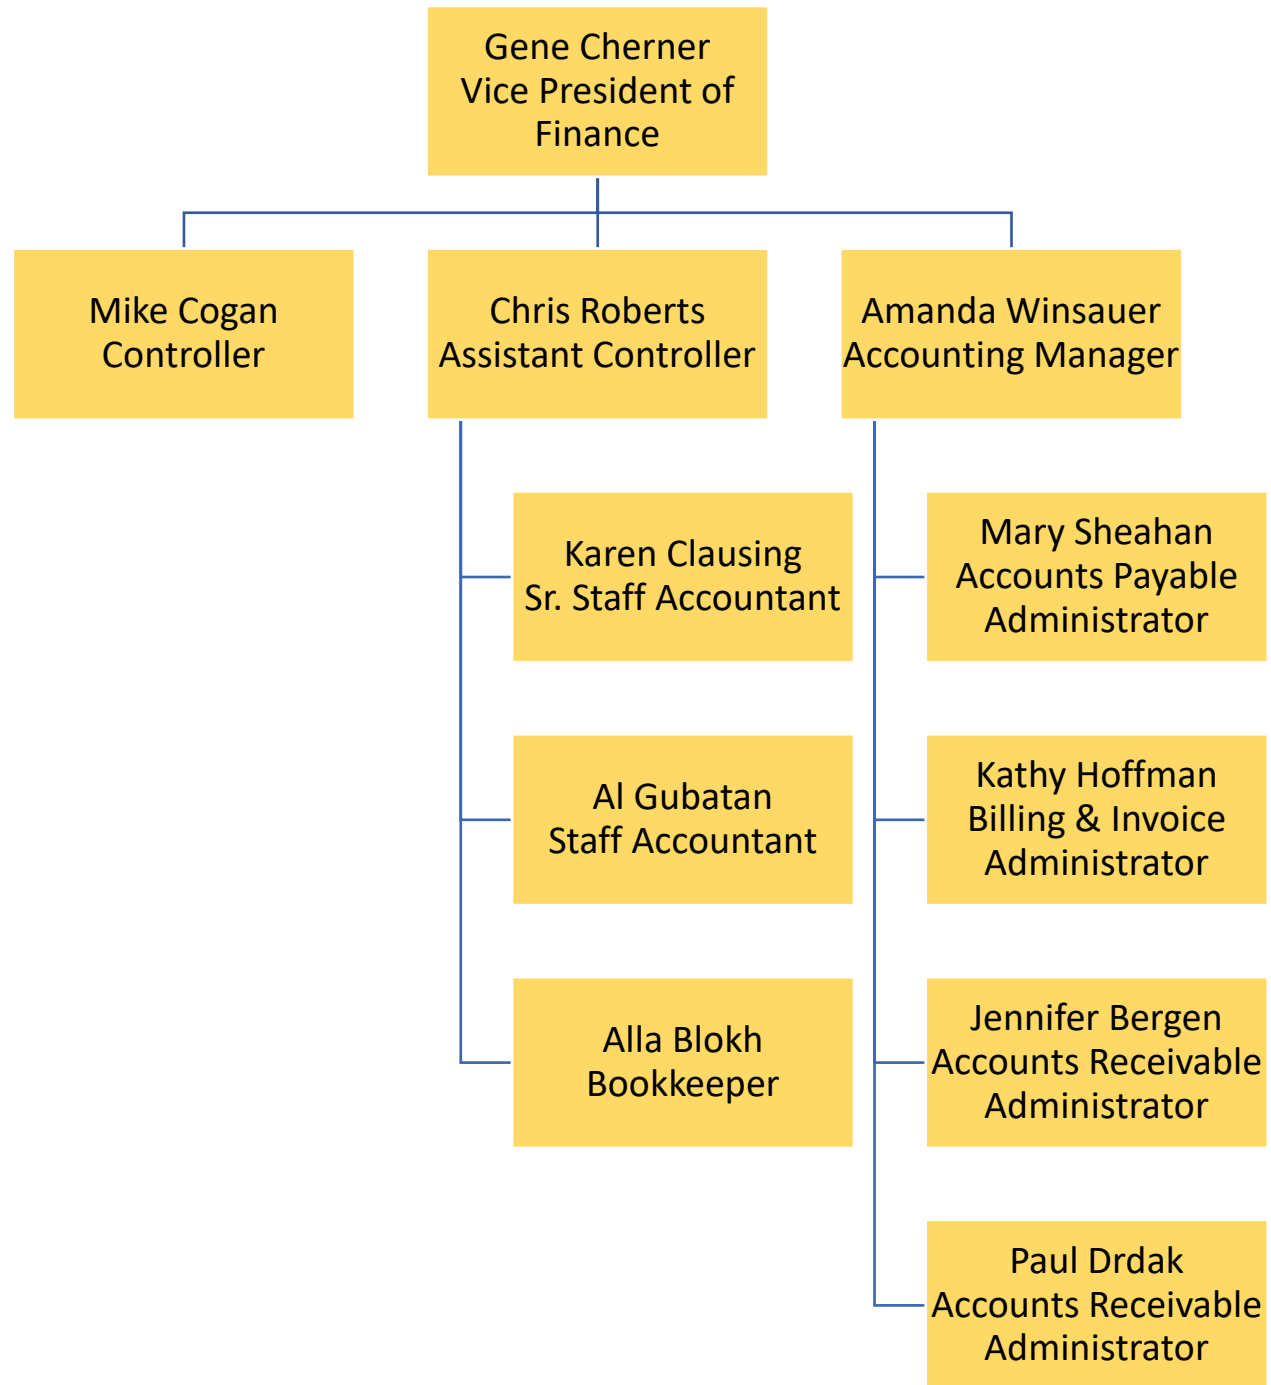 Gene Cherner
Vice President of
Finance
Mike Cogan
Controller
Chris Roberts
Assistant Controller
Amanda Winsauer
Accounting Manager
Karen Clausing
Sr. Staff Accountant
Al Gubatan
Staff Accountant
Alla Blokh
Bookkeeper
Mary Sheahan
Accounts Payable
Administrator
Kathy Hoffman
Billing & Invoice
Administrator
Jennifer Bergen
Accounts Receivable
Administrator
Paul Drdak
Accounts Receivable
Administrator